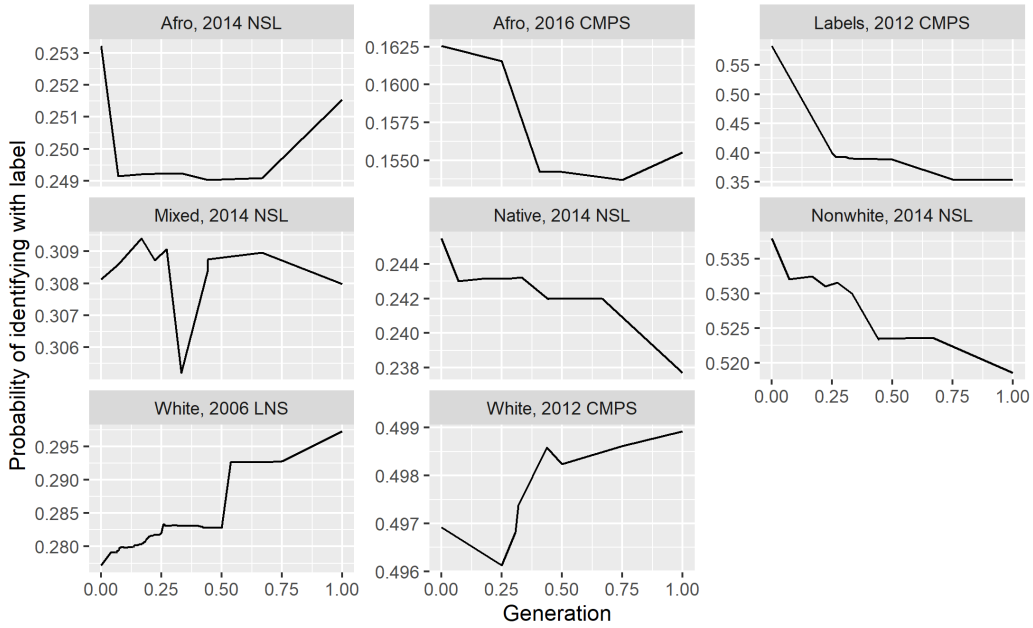 Afro, 2014 NSL
Afro, 2016 CMPS
Labels, 2012 CMPS
0.253
0.251
0.250
0.249
0.1625
0.1600
0.1575
0.1550
0.55
0.50
0.45
0.40
0.35
Mixed, 2014 NSL
Native, 2014 NSL
Nonwhite, 2014 NSL
0.309
0.308
0.307
0.306
0.244
0.242
0.240
0.238
0.535
0.530
0.525
0.520
0.00 0.25 0.50 0.75 1.00
White, 2006 LNS
White, 2012 CMPS
0.295
0.290
0.285
0.280
0.499
0.498
0.497
0.496
0.00 0.25 0.50 0.75 1.00
0.00 0.25 0.50 0.75 1.00
Generation
Probability of identifying with label